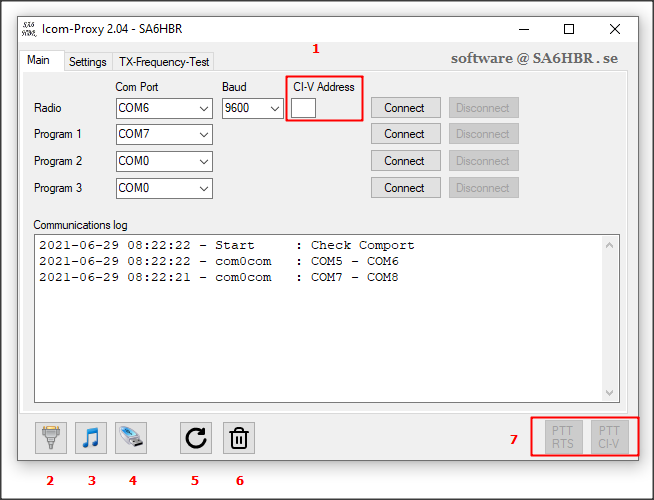 SA6 HBR. Icom-Proxy 2.04 - SA6HBR
1
Main Settings TX-Frequency-Test software @ SA6HBR . se
Com Port Baud CI-V Address
Radio COM6 9600 Connect Disconnect
Program 1 COM7 Connect Disconnect
Program 2 COM0 Connect Disconnect
Program 3 COM0 Connect Disconnect
Communications log
2021-06-29 08:22:22 - Start : Check Comport
2021-06-29 08:22:22 - com0com : COM5 - COM6
2021-06-29 08:22:21 - com0com : COM7 - COM8
7 PTT RTS PTT CI-V
2 3 4 5 6